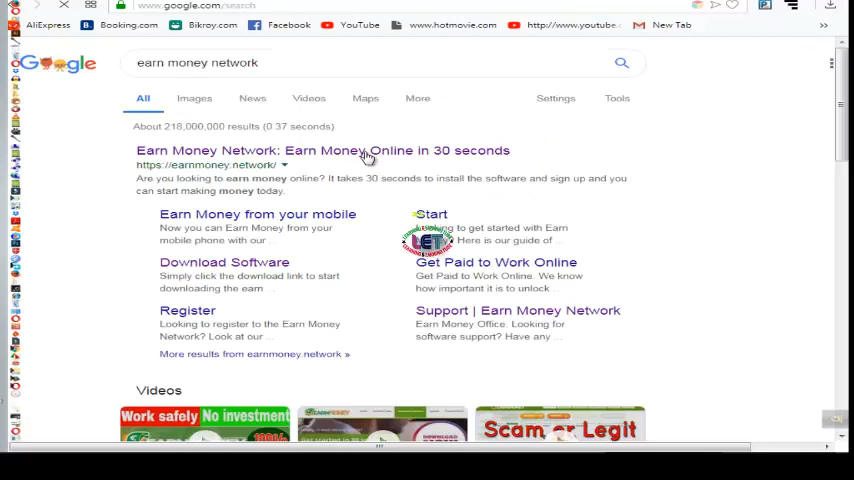 www.google.com/search
AliExpress Booking.com Bikroy.com Facebook YouTube www.hotmovie.com http://www.youtube. New Tab »
Google
earn money network
All Images News Videos Maps More Settings Tools
About 218,000,000 results (0.37 seconds)
Earn Money Network: Earn Money Online in 30 seconds
https://earnmoney.network/
Are you looking to earn money online? It takes 30 seconds to install the software and sign up and you
can start making money today.
Earn Money from your mobile
Now you can Earn Money from your
mobile phone with our ...
Start
to get started with Earn
Here is our guide of ...
Download Software
Simply click the download link to start
downloading the earn ...
Get Paid to Work Online
Get Paid to Work Online. We know
how important it is to unlock ...
Register
Looking to register to the Earn Money
Network? Look at our ...
Support | Earn Money Network
Earn Money Office. Looking for
software support? Have any ...
More results from earnmoney.network »
LET
Videos
Work safely No investment
EARNMONEY
Scam or Legit